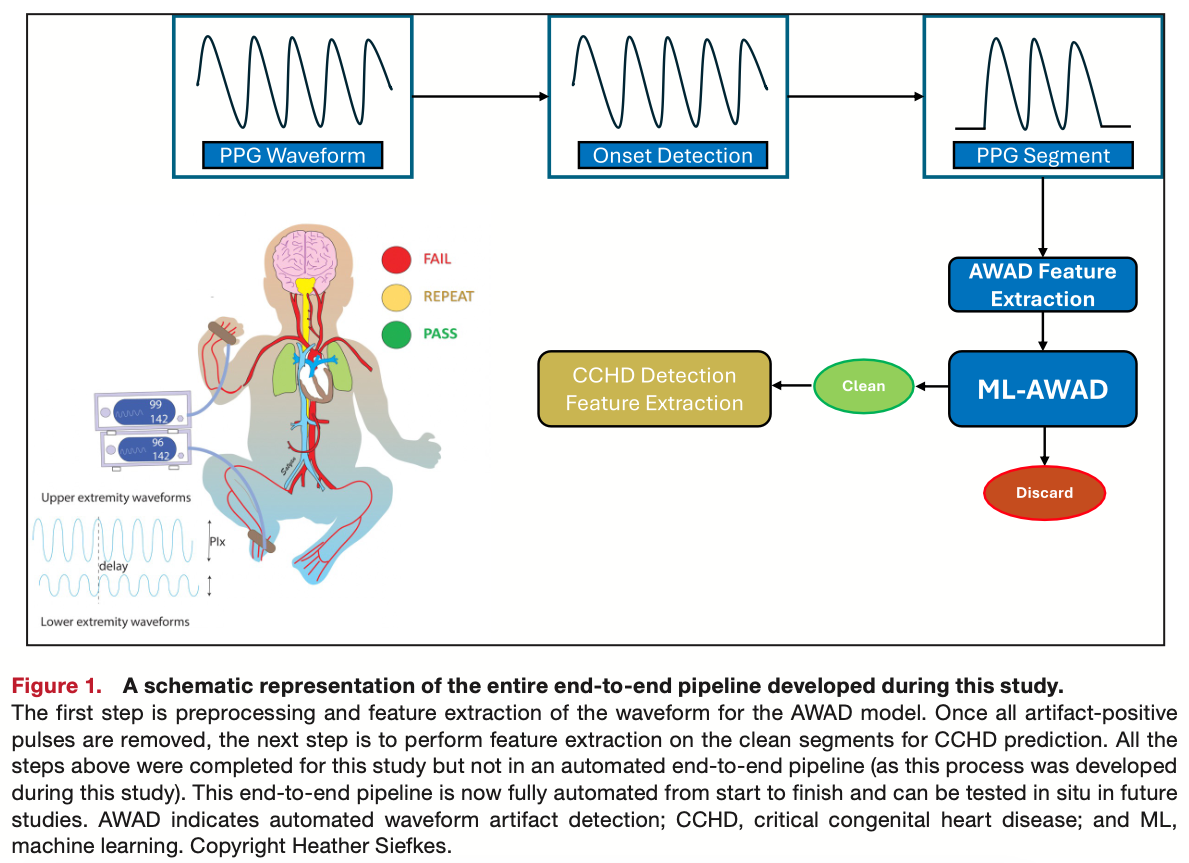 PPG Waveform
Onset Detection
PPG Segment
AWAD Feature
Extraction
ML-AWAD
Clean
CCHD Detection
Feature Extraction
Discard
FAIL
REPEAT
PASS
99
142
96
142
Upper extremity waveforms
PIx
delay
Lower extremity waveforms
Figure 1. A schematic representation of the entire end-to-end pipeline developed during this study.
The first step is preprocessing and feature extraction of the waveform for the AWAD model. Once all artifact-positive
pulses are removed, the next step is to perform feature extraction on the clean segments for CCHD prediction. All the
steps above were completed for this study but not in an automated end-to-end pipeline (as this process was developed
during this study). This end-to-end pipeline is now fully automated from start to finish and can be tested in situ in future
studies. AWAD indicates automated waveform artifact detection; CCHD, critical congenital heart disease; and ML,
machine learning. Copyright Heather Siefkes.